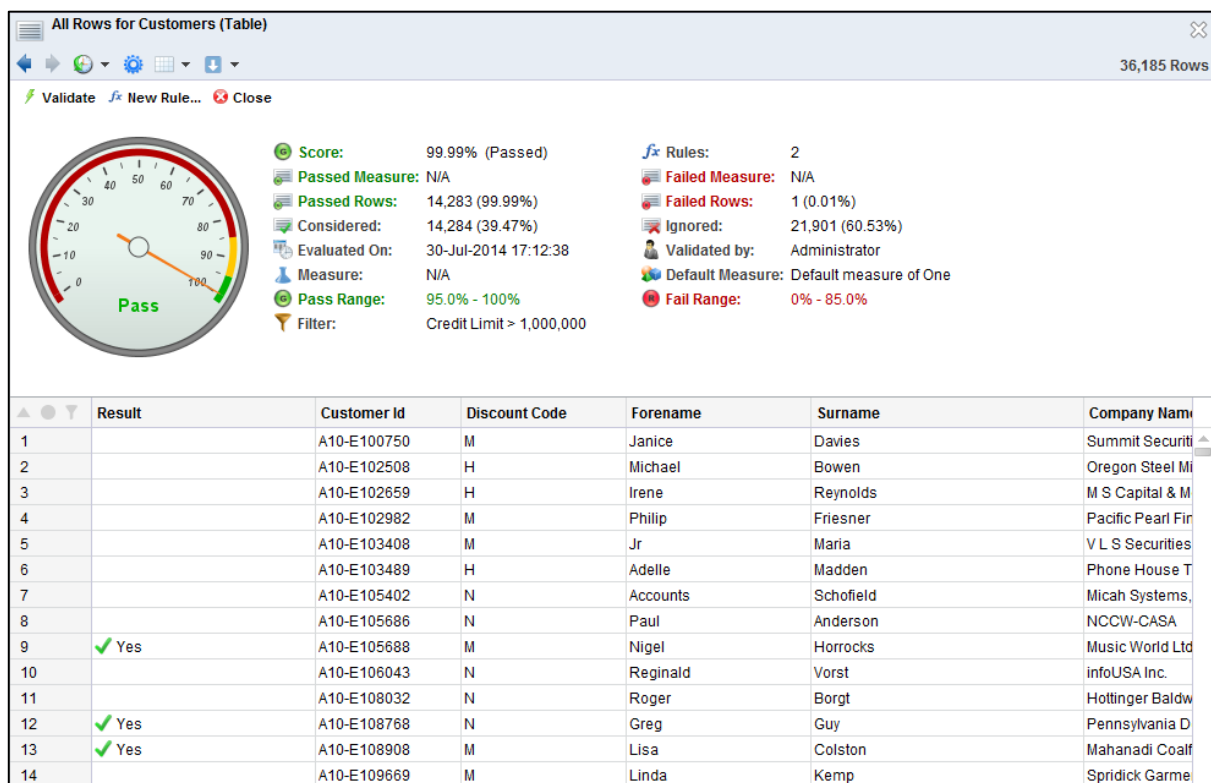 All Rows for Customers (Table)
36,185 Rows
Validate fx New Rule... Close
0 10 20 30 40 50 60 70 80 90 100
Pass
Score: 99.99% (Passed) fx Rules: 2
Passed Measure: N/A Failed Measure: N/A
Passed Rows: 14,283 (99.99%) Failed Rows: 1 (0.01%)
Considered: 14,284 (39.47%) Ignored: 21,901 (60.53%)
Evaluated On: 30-Jul-2014 17:12:38 Validated by: Administrator
Measure: N/A Default Measure: Default measure of One
Pass Range: 95.0% - 100% Fail Range: 0% - 85.0%
Filter: Credit Limit > 1,000,000
Result Customer Id Discount Code Forename Surname Company Name
1 A10-E100750 M Janice Davies Summit Securiti
2 A10-E102508 H Michael Bowen Oregon Steel Mi
3 A10-E102659 H Irene Reynolds M S Capital & M
4 A10-E102982 M Philip Friesner Pacific Pearl Fin
5 A10-E103408 M Jr Maria V L S Securities
6 A10-E103489 H Adelle Madden Phone House T
7 A10-E105402 N Accounts Schofield Micah Systems,
8 A10-E105686 N Paul Anderson NCCW-CASA
9 Yes A10-E105688 M Nigel Horrocks Music World Ltd
10 A10-E106043 N Reginald Vorst infoUSA Inc.
11 A10-E108032 N Roger Borgt Hottinger Baldw
12 Yes A10-E108768 N Greg Guy Pennsylvania D
13 Yes A10-E108908 M Lisa Colston Mahanadi Coalf
14 A10-E109669 M Linda Kemp Spridick Garme